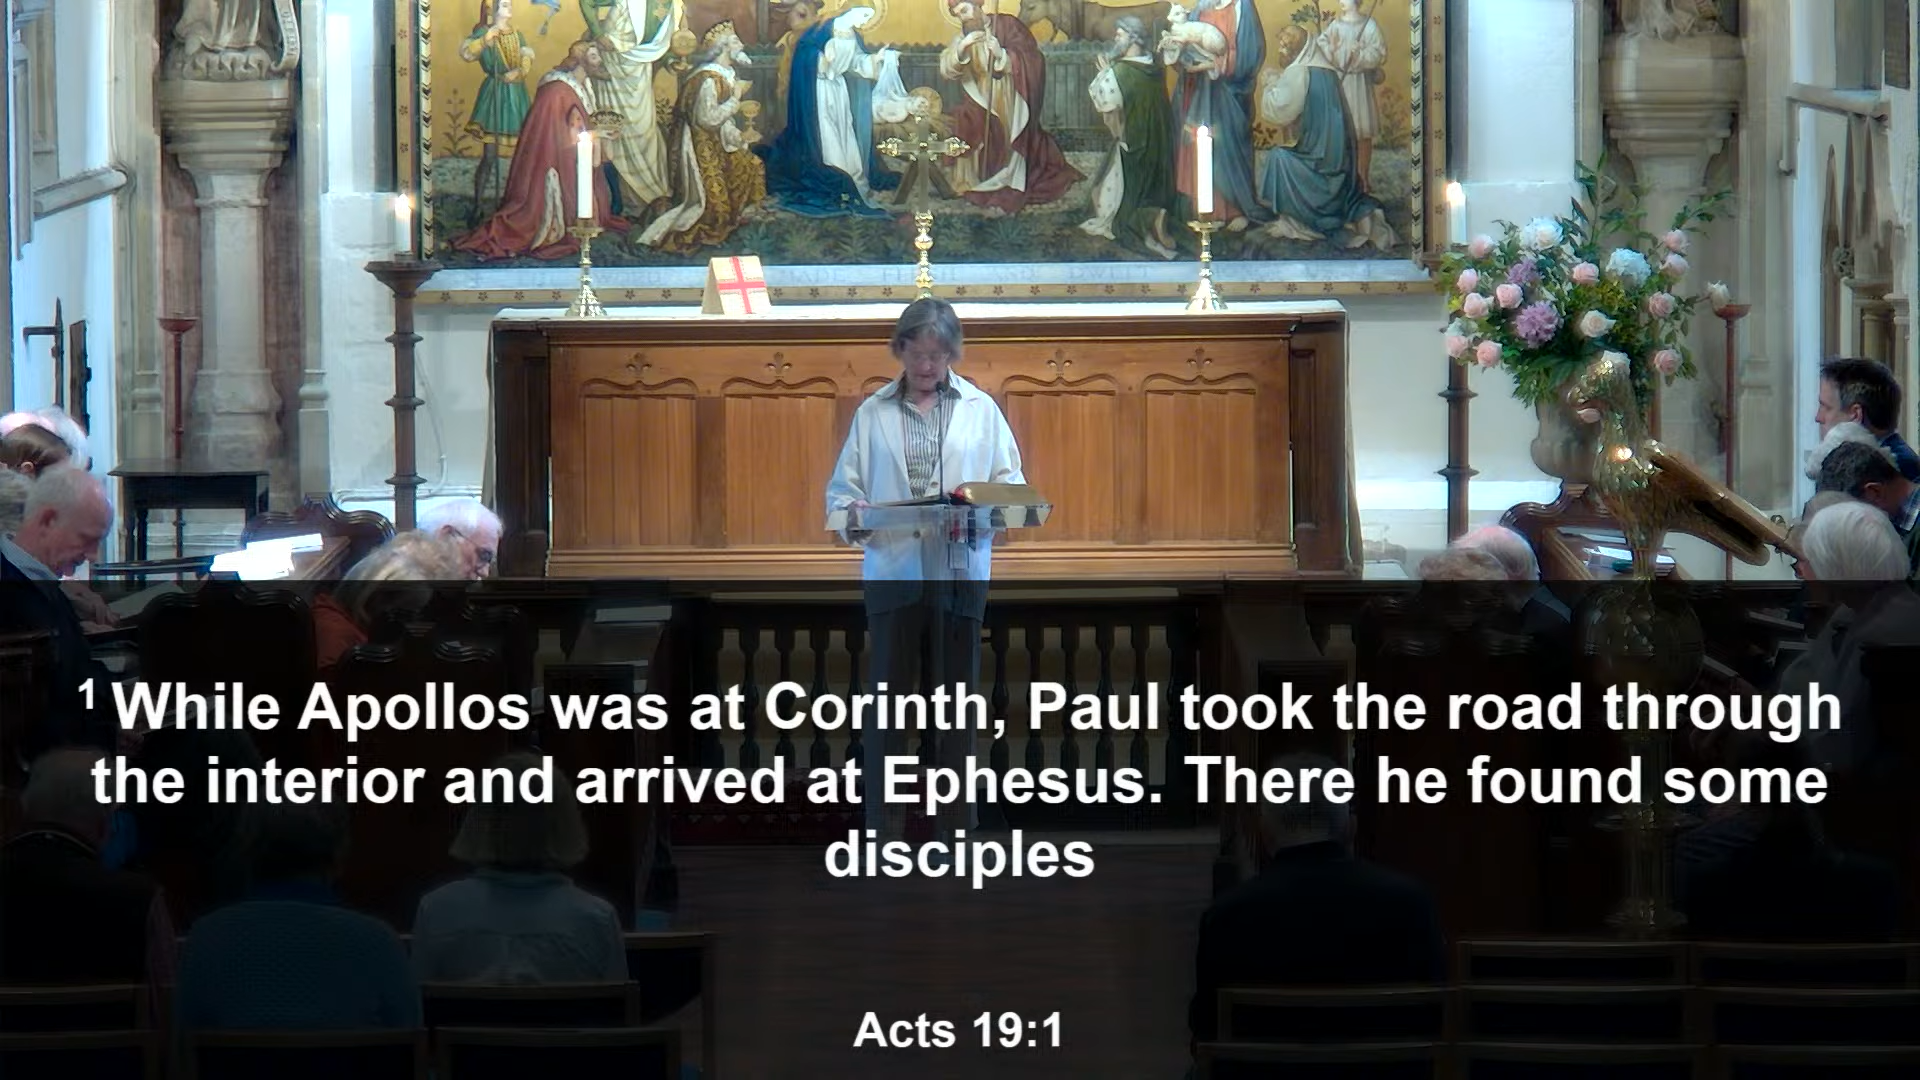 ¹ While Apollos was at Corinth, Paul took the road through
the interior and arrived at Ephesus. There he found some
disciples
Acts 19:1